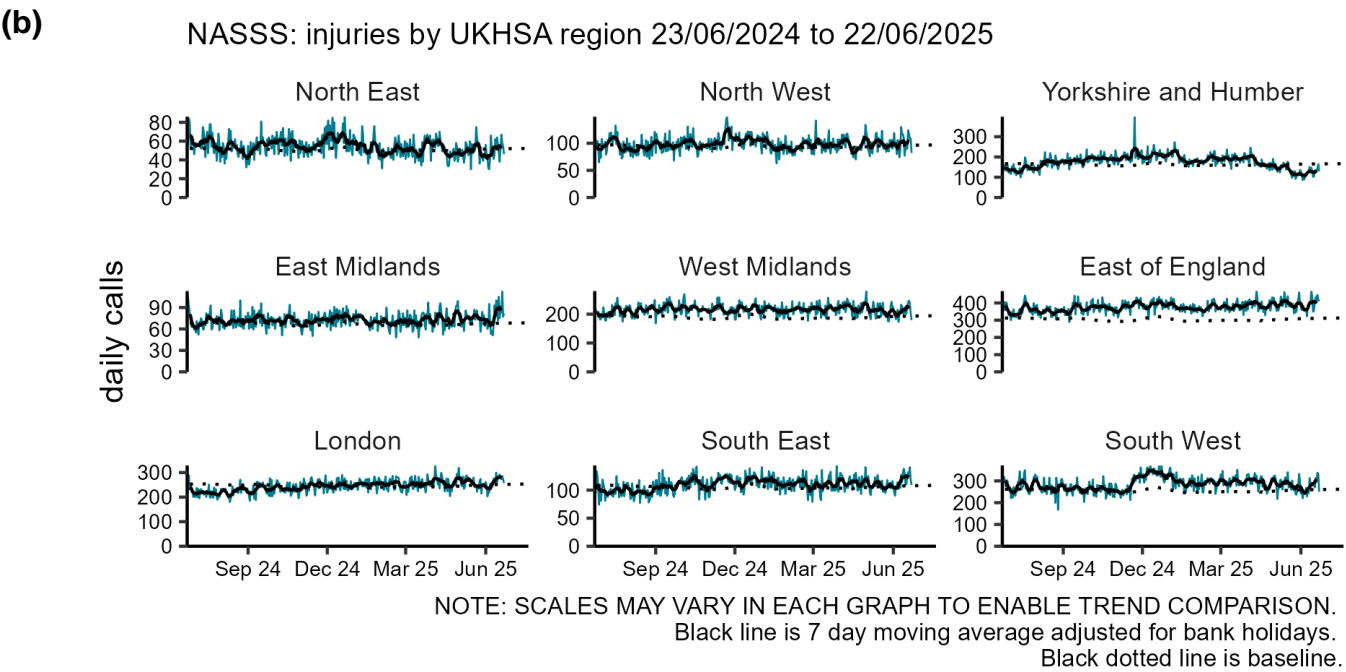 (b)
NASSS: injuries by UKHSA region 23/06/2024 to 22/06/2025
North East
North West
Yorkshire and Humber
80
60
40
20
0
100
50
0
300
200
100
0
daily calls
East Midlands
West Midlands
East of England
90
60
30
0
200
100
0
400
300
200
100
0
London
South East
South West
300
200
100
0
100
50
0
300
200
100
0
Sep 24 Dec 24 Mar 25 Jun 25
Sep 24 Dec 24 Mar 25 Jun 25
Sep 24 Dec 24 Mar 25 Jun 25
NOTE: SCALES MAY VARY IN EACH GRAPH TO ENABLE TREND COMPARISON.
Black line is 7 day moving average adjusted for bank holidays.
Black dotted line is baseline.